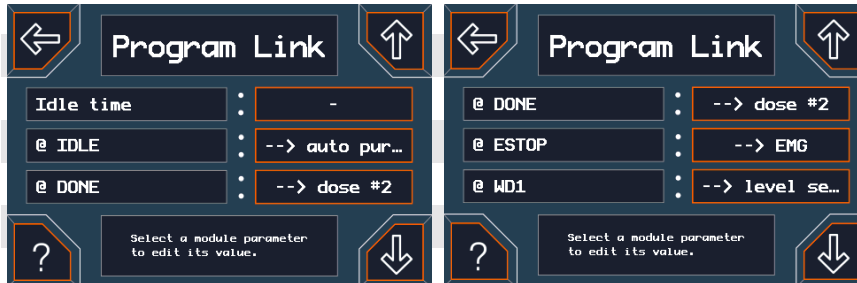 Program Link
Idle time : -
@ IDLE : --> auto pur...
@ DONE : --> dose #2
?
Select a module parameter
to edit its value.
Program Link
@ DONE : --> dose #2
@ ESTOP : --> EMG
@ WD1 : --> level se...
?
Select a module parameter
to edit its value.